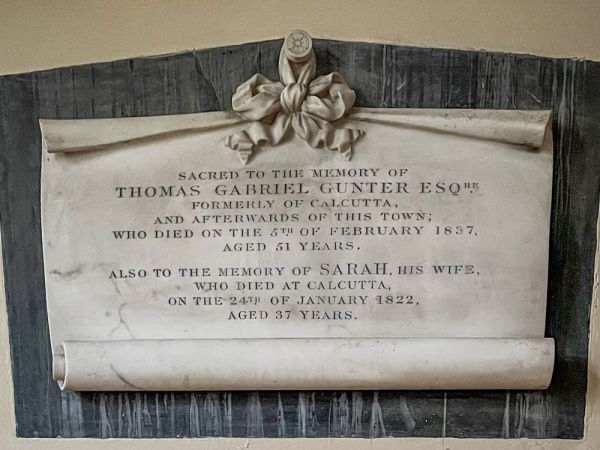 SACRED TO THE MEMORY OF
THOMAS GABRIEL GUNTER ESQRE.
FORMERLY OF CALCUTTA,
AND AFTERWARDS OF THIS TOWN;
WHO DIED ON THE 5TH OF FEBRUARY 1837,
AGED 51 YEARS.
ALSO TO THE MEMORY OF SARAH, HIS WIFE,
WHO DIED AT CALCUTTA,
ON THE 24TH OF JANUARY 1822,
AGED 37 YEARS.